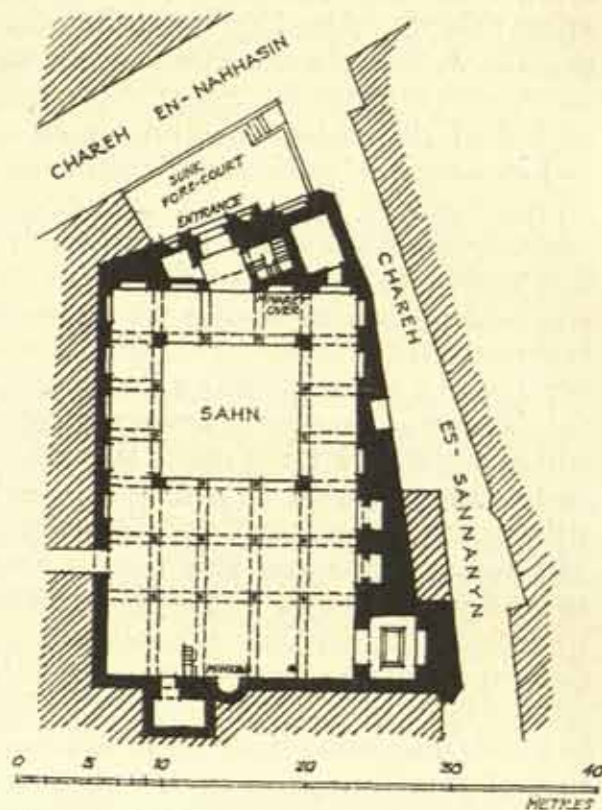 CHAREH EN-NAHHASIN
SUNK
FORE-COURT
ENTRANCE
MINARET
OVER
CHAREH
ES-SANNANYN
SAHN
MIHRAB
0 5 10 20 30 40
METRES